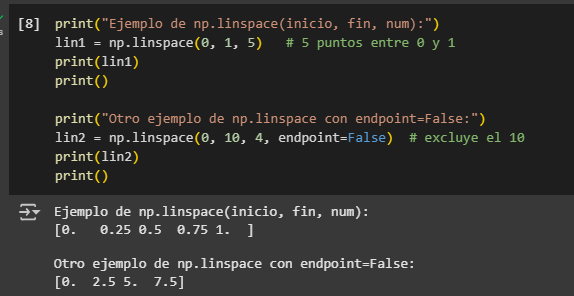 [8] print("Ejemplo de np.linspace(inicio, fin, num):")
lin1 = np.linspace(0, 1, 5)   # 5 puntos entre 0 y 1
print(lin1)
print()

print("Otro ejemplo de np.linspace con endpoint=False:")
lin2 = np.linspace(0, 10, 4, endpoint=False)  # excluye el 10
print(lin2)
print()
Ejemplo de np.linspace(inicio, fin, num):
[0.   0.25 0.5  0.75 1.  ]

Otro ejemplo de np.linspace con endpoint=False:
[0.  2.5 5.  7.5]